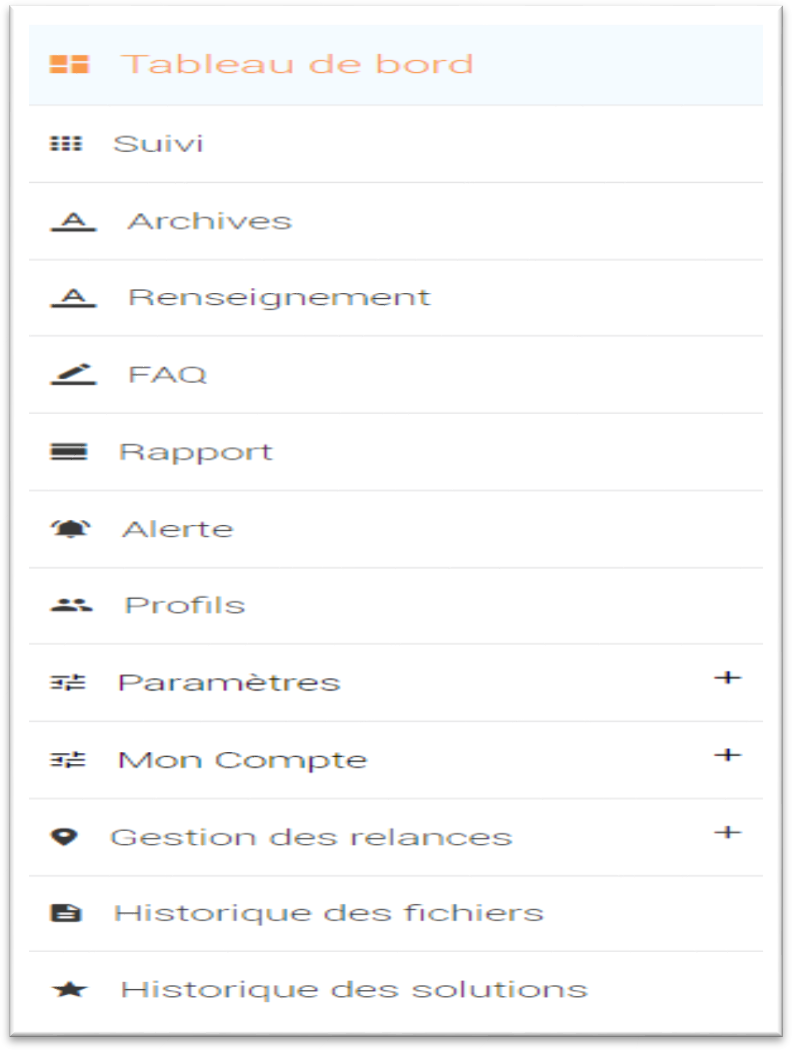 Tableau de bord
Suivi
Archives
Renseignement
FAQ
Rapport
Alerte
Profils
Paramètres +
Mon Compte +
Gestion des relances +
Historique des fichiers
Historique des solutions